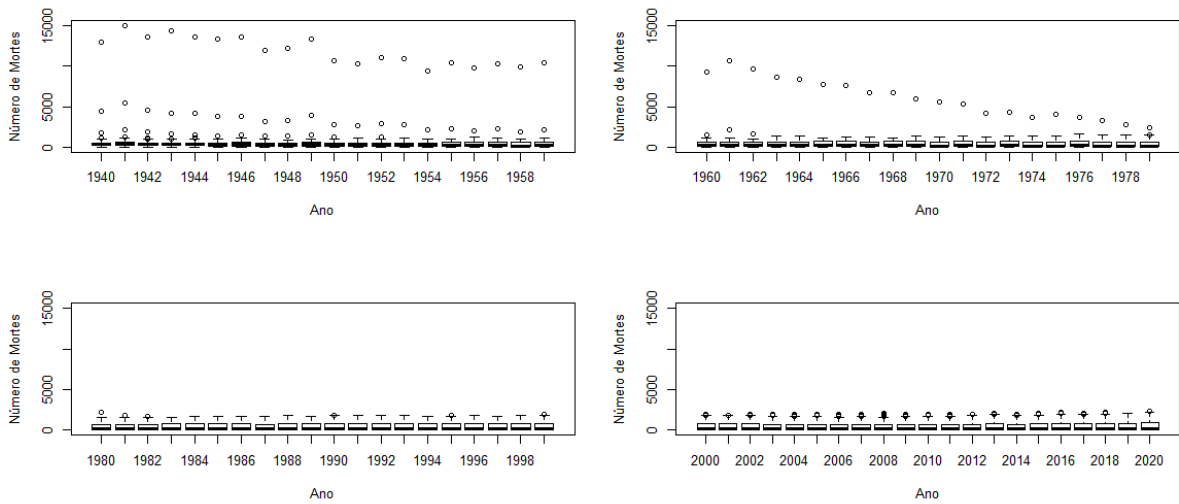 Número de Mortes
0 5000 15000
1940 1942 1944 1946 1948 1950 1952 1954 1956 1958
Ano
Número de Mortes
0 5000 15000
1960 1962 1964 1966 1968 1970 1972 1974 1976 1978
Ano
Número de Mortes
0 5000 15000
1980 1982 1984 1986 1988 1990 1992 1994 1996 1998
Ano
Número de Mortes
0 5000 15000
2000 2002 2004 2006 2008 2010 2012 2014 2016 2018 2020
Ano